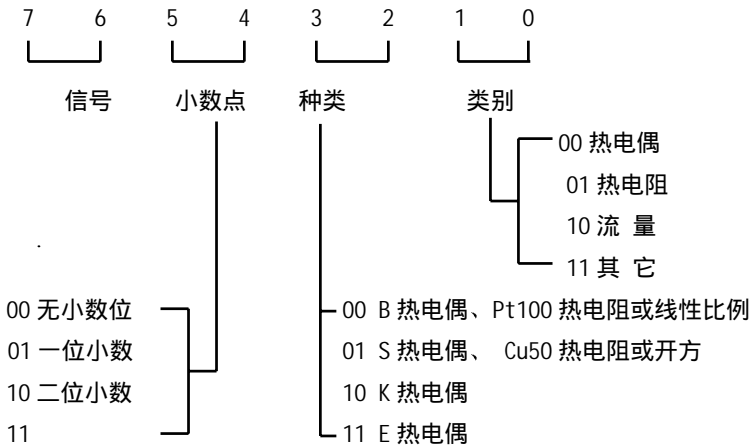 7 6 5 4 3 2 1 0
信号 小数点 种类 类别
00 热电偶
01 热电阻
10 流 量
11 其 它
00 无小数位
01 一位小数
10 二位小数
11
00 B 热电偶、Pt100 热电阻或线性比例
01 S 热电偶、 Cu50 热电阻或开方
10 K 热电偶
11 E 热电偶